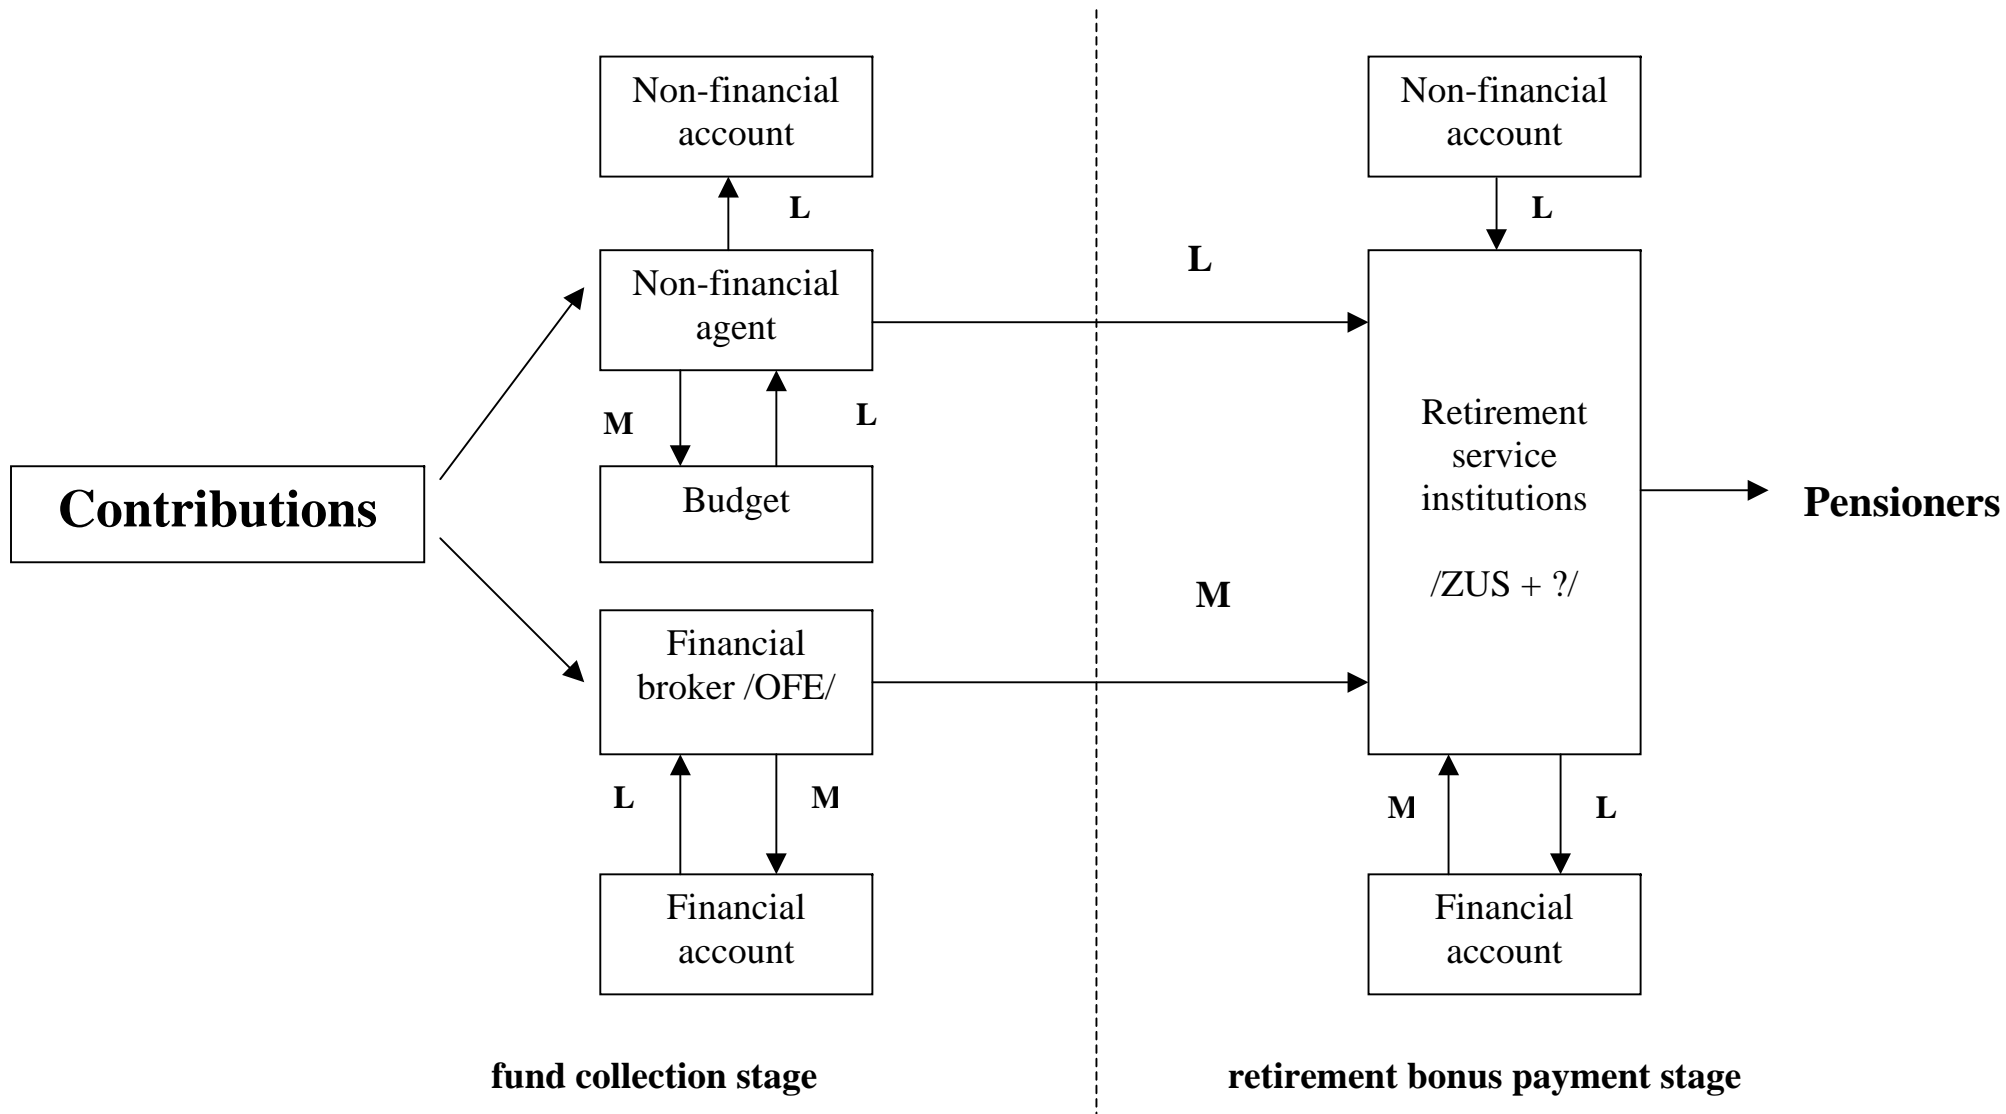 Non-financial
account
L
Non-financial
agent
M
L
Budget
Contributions
Financial
broker /OFE/
L
M
Financial
account
fund collection stage
L
M
Non-financial
account
L
Retirement
service
institutions
/ZUS + ?/
Pensioners
M
L
Financial
account
retirement bonus payment stage